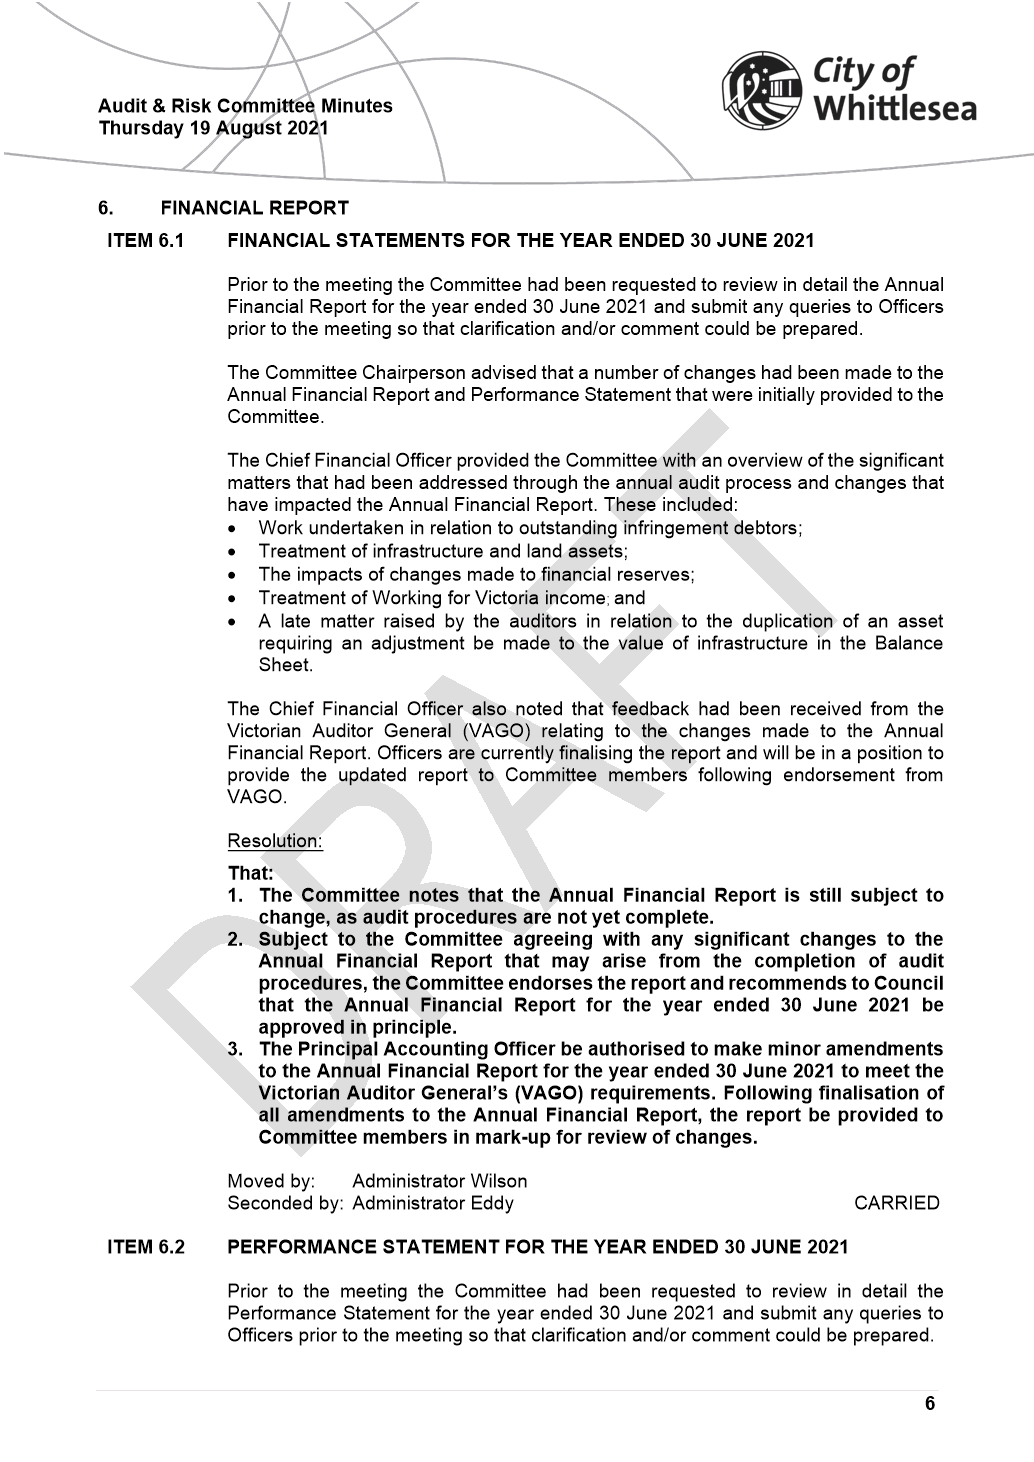 City of
Whittlesea
Audit & Risk Committee Minutes
Thursday 19 August 2021
6. FINANCIAL REPORT
ITEM 6.1 FINANCIAL STATEMENTS FOR THE YEAR ENDED 30 JUNE 2021
Prior to the meeting the Committee had been requested to review in detail the Annual
Financial Report for the year ended 30 June 2021 and submit any queries to Officers
prior to the meeting so that clarification and/or comment could be prepared.
The Committee Chairperson advised that a number of changes had been made to the
Annual Financial Report and Performance Statement that were initially provided to the
Committee.
The Chief Financial Officer provided the Committee with an overview of the significant
matters that had been addressed through the annual audit process and changes that
have impacted the Annual Financial Report. These included:
• Work undertaken in relation to outstanding infringement debtors;
• Treatment of infrastructure and land assets;
• The impacts of changes made to financial reserves;
• Treatment of Working for Victoria income; and
• A late matter raised by the auditors in relation to the duplication of an asset
requiring an adjustment be made to the value of infrastructure in the Balance
Sheet.
The Chief Financial Officer also noted that feedback had been received from the
Victorian Auditor General (VAGO) relating to the changes made to the Annual
Financial Report. Officers are currently finalising the report and will be in a position to
provide the updated report to Committee members following endorsement from
VAGO.
Resolution:
That:
1. The Committee notes that the Annual Financial Report is still subject to
change, as audit procedures are not yet complete.
2. Subject to the Committee agreeing with any significant changes to the
Annual Financial Report that may arise from the completion of audit
procedures, the Committee endorses the report and recommends to Council
that the Annual Financial Report for the year ended 30 June 2021 be
approved in principle.
3. The Principal Accounting Officer be authorised to make minor amendments
to the Annual Financial Report for the year ended 30 June 2021 to meet the
Victorian Auditor General's (VAGO) requirements. Following finalisation of
all amendments to the Annual Financial Report, the report be provided to
Committee members in mark-up for review of changes.
Moved by: Administrator Wilson
Seconded by: Administrator Eddy CARRIED
ITEM 6.2 PERFORMANCE STATEMENT FOR THE YEAR ENDED 30 JUNE 2021
Prior to the meeting the Committee had been requested to review in detail the
Performance Statement for the year ended 30 June 2021 and submit any queries to
Officers prior to the meeting so that clarification and/or comment could be prepared.
6
DRAFT